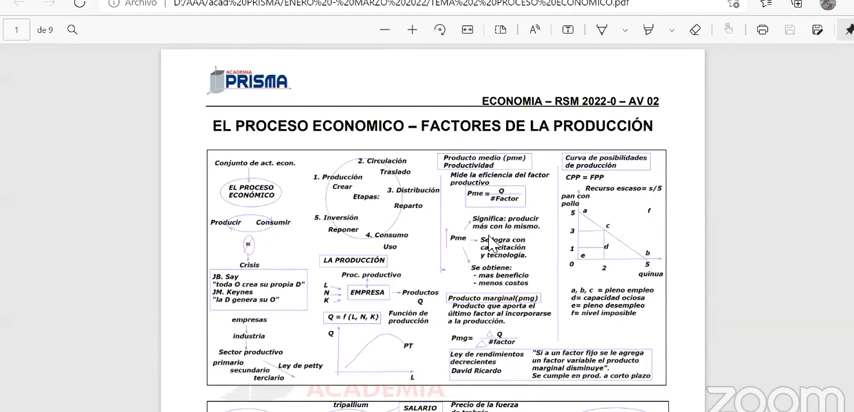 Archivo
D:/AAA/acad%20PRISMA/ENERO%20-%20MARZO%202022/TEMA%202%20PROCESO%20ECONOMICO.pdf
1 de 9
ACADEMIA
PRISMA
ECONOMIA – RSM 2022-0 – AV 02
EL PROCESO ECONOMICO – FACTORES DE LA PRODUCCIÓN
Conjunto de act. econ.
EL PROCESO
ECONÓMICO
Producir
Consumir
=
Crisis
JB. Say
"toda O crea su propia D"
JM. Keynes
"la D genera su O"
empresas
industria
Sector productivo
primario
secundario
terciario
Ley de petty
2. Circulación
Traslado
1. Producción
Crear
3. Distribución
Etapas:
Reparto
5. Inversión
Reponer
4. Consumo
Uso
LA PRODUCCIÓN
Proc. productivo
L
N
K
EMPRESA
Productos
Q
Q = f (L, N, K)
Función de
producción
Q
PT
L
Producto medio (pme)
Productividad
Mide la eficiencia del factor
productivo
Pme = Q
#Factor
Significa: producir
más con lo mismo.
Pme
Se logra con
capacitación
y tecnología.
Se obtiene:
- mas beneficio
- menos costos
Producto marginal(pmg)
Producto que aporta el
último factor al incorporarse
a la producción.
Pmg= △ Q
△ #factor
Ley de rendimientos
decrecientes
David Ricardo
"Si a un factor fijo se le agrega
un factor variable el producto
marginal disminuye".
Se cumple en prod. a corto plazo
Curva de posibilidades
de producción
CPP = FPP
Recurso escaso= s/5
pan con
pollo
5
a
f
3
c
1
d
e
b
0
2
5
quinua
a, b, c = pleno empleo
d= capacidad ociosa
e= pleno desempleo
f= nivel imposible
ACADEMIA
tripallium
SALARIO
Precio de la fuerza
zoom